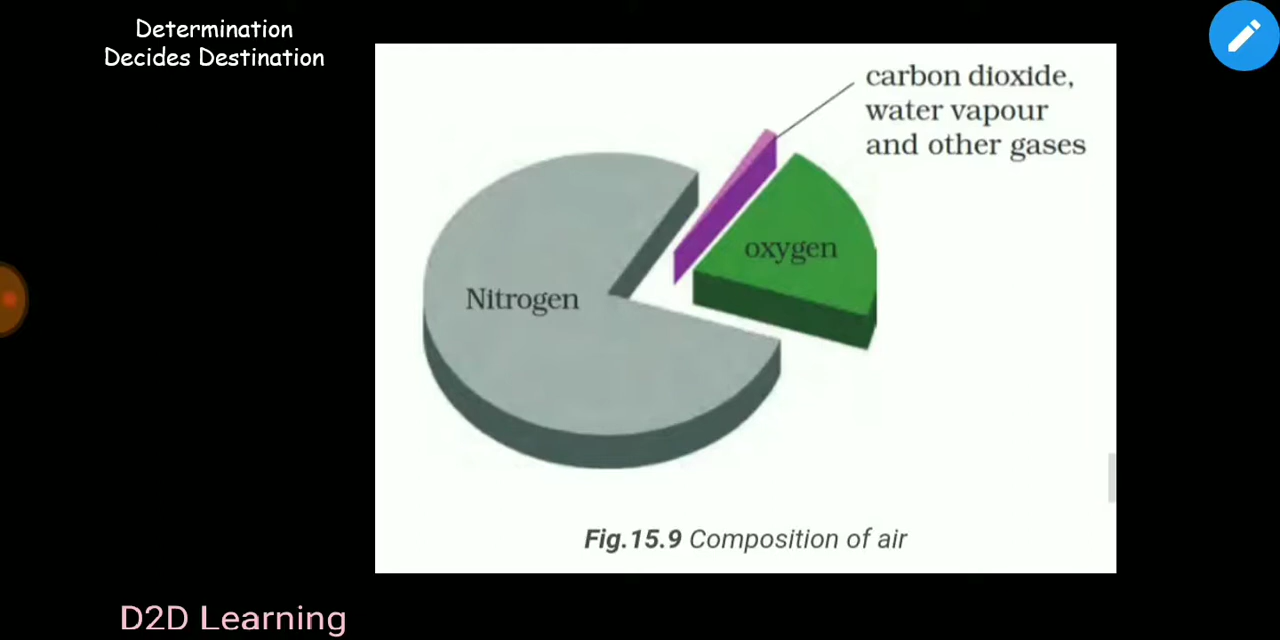 Determination
Decides Destination
carbon dioxide,
water vapour
and other gases
oxygen
Nitrogen
Fig.15.9 Composition of air
D2D Learning